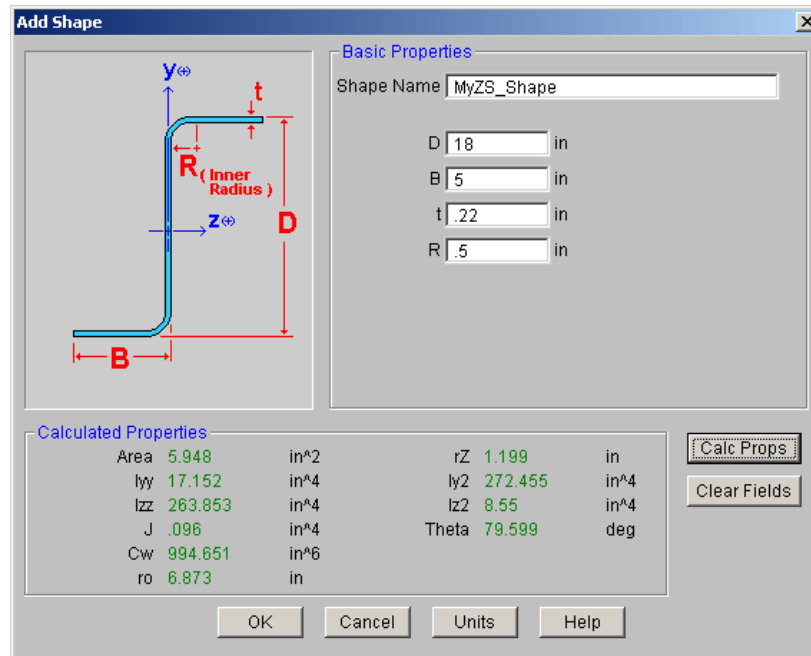 Add Shape
y(+)
t
R (Inner Radius)
z(+)
D
B
Basic Properties
Shape Name MyZS_Shape
D 18 in
B 5 in
t .22 in
R .5 in
Calculated Properties
Area 5.948 in^2 rZ 1.199 in
Iyy 17.152 in^4 Iy2 272.455 in^4
Izz 263.853 in^4 Iz2 8.55 in^4
J .096 in^4 Theta 79.599 deg
Cw 994.651 in^6
ro 6.873 in
Calc Props
Clear Fields
OK Cancel Units Help